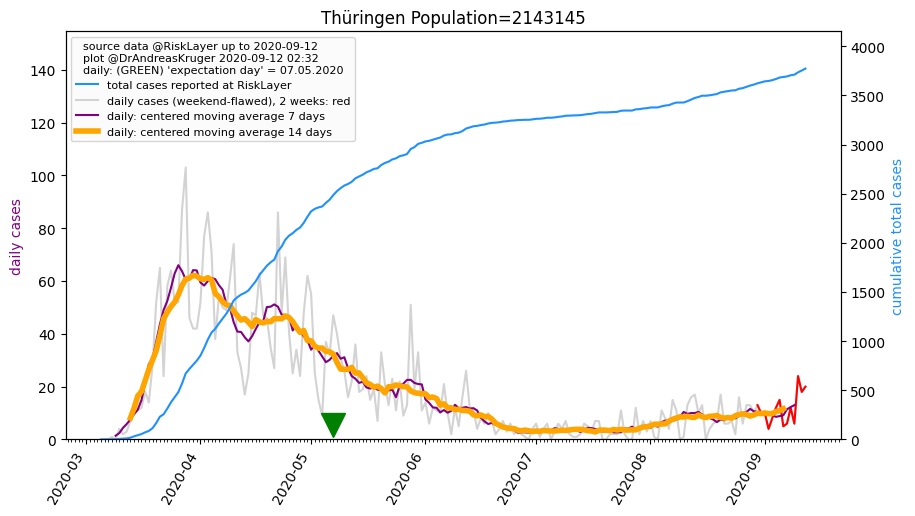 Thüringen Population=2143145
source data @RiskLayer up to 2020-09-12
plot @DrAndreasKruger 2020-09-12 02:32
daily: (GREEN) 'expectation day' = 07.05.2020
total cases reported at RiskLayer
daily cases (weekend-flawed), 2 weeks: red
daily: centered moving average 7 days
daily: centered moving average 14 days
daily cases
140
120
100
80
60
40
20
0
4000
3500
3000
2500
2000
1500
1000
500
0
cumulative total cases
2020-03
2020-04
2020-05
2020-06
2020-07
2020-08
2020-09